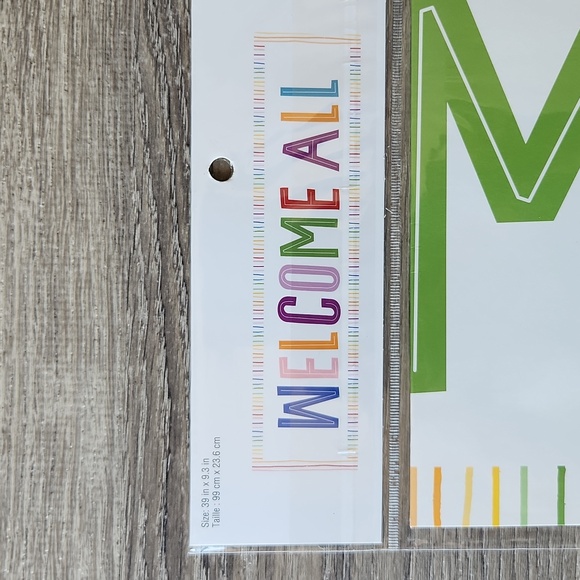 WELCOME ALL
Size: 39 in x 9.3 in
Taille : 99 cm x 23.6 cm
M